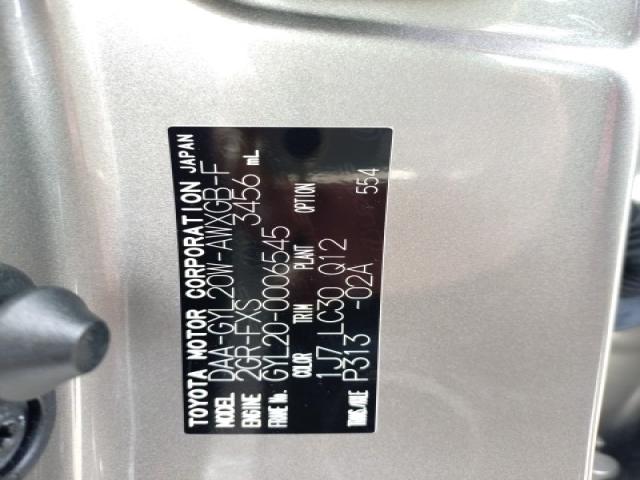 TOYOTA MOTOR CORPORATION JAPAN
MODEL DAA-GYL20W-AWXGB-F
ENGINE 2GR-FXS 3456 mL
FRAME No. GYL20-0006545
COLOR TRIM PLANT OPTION
1J7 LC30 Q12 554
TRANS/AXLE P313 -02A